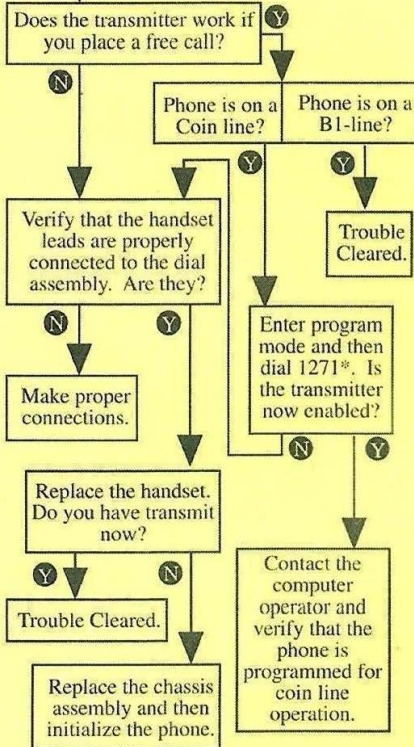 Does the transmitter work if
you place a free call?
Y
N
Phone is on a
Coin line?
Phone is on a
B1-line?
Y
Y
Trouble
Cleared.
Verify that the handset
leads are properly
connected to the dial
assembly. Are they?
N
Y
Enter program
mode and then
dial 1271*. Is
the transmitter
now enabled?
Make proper
connections.
N
Y
Replace the handset.
Do you have transmit
now?
Y
N
Trouble Cleared.
Contact the
computer
operator and
verify that the
phone is
programmed for
coin line
operation.
Replace the chassis
assembly and then
initialize the phone.